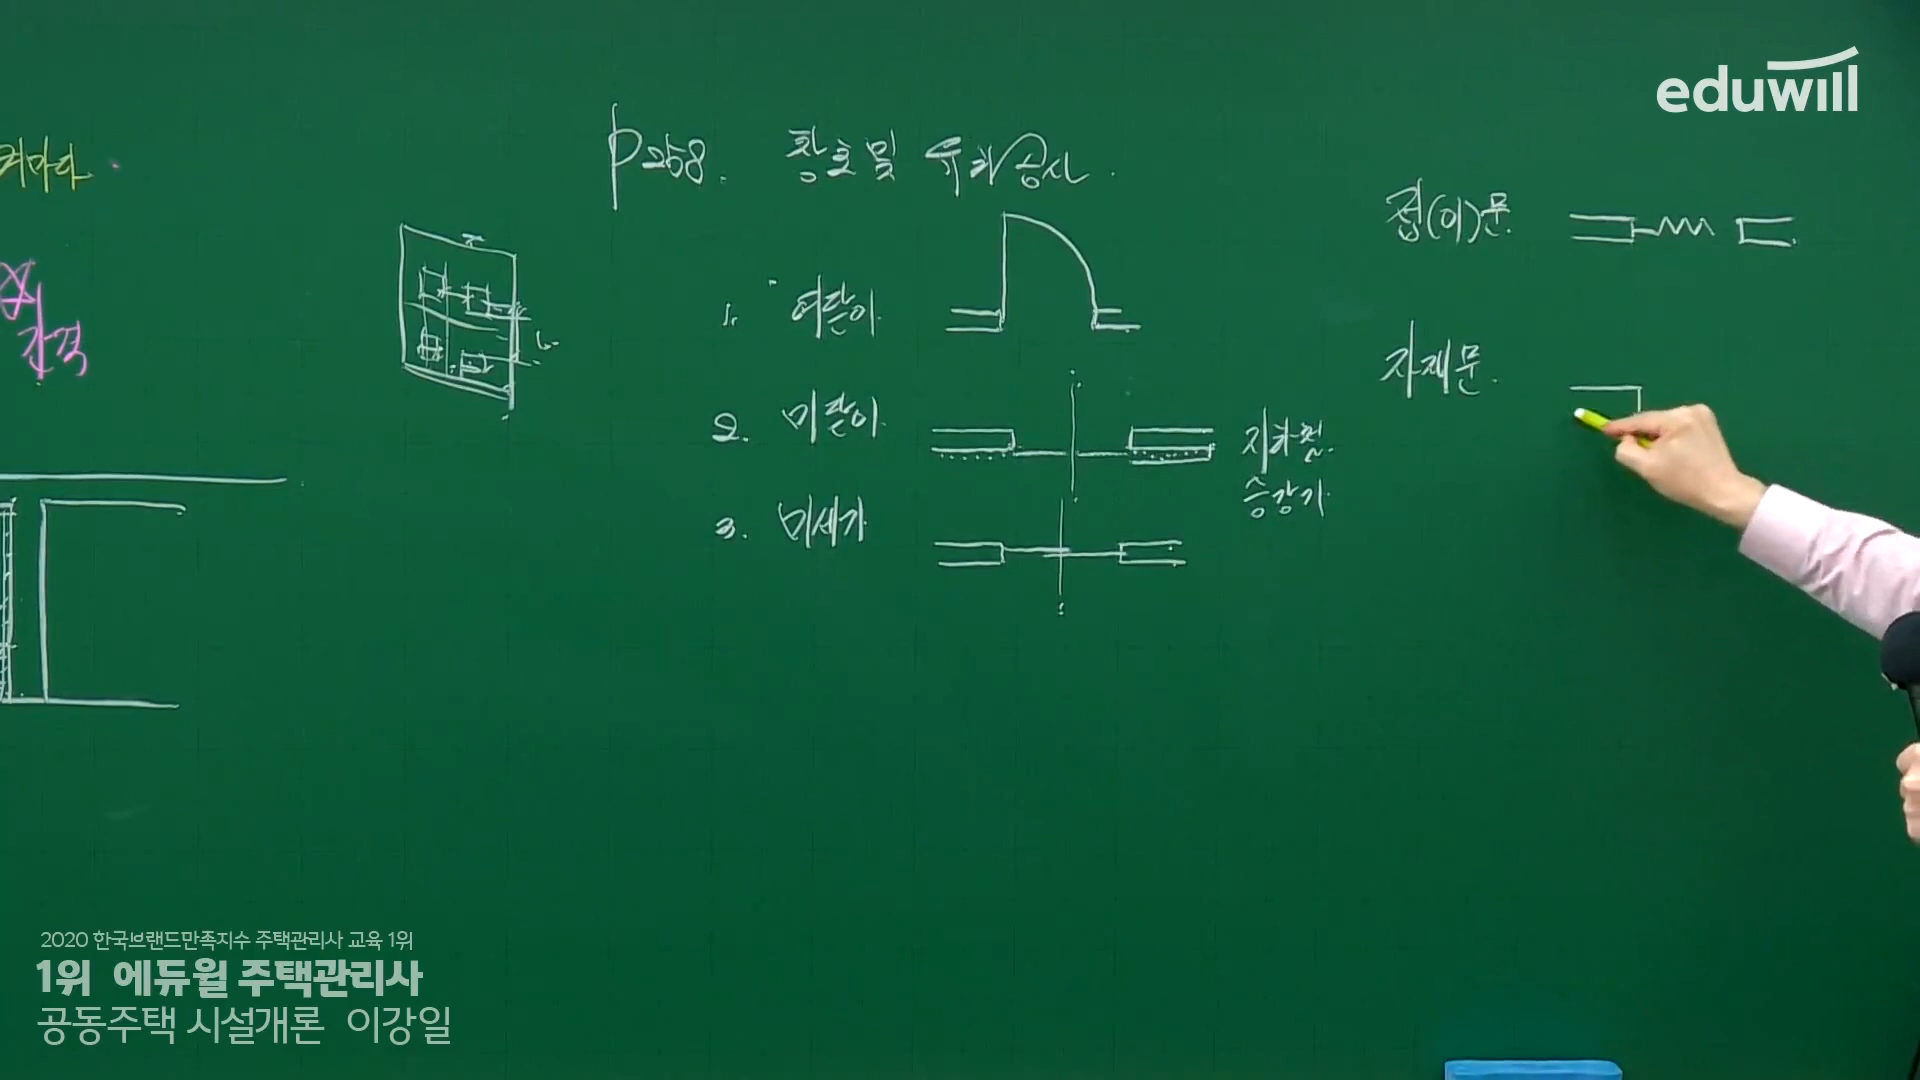 eduwill
P258. 창호 및 유리공사.
1. 여닫이
2. 미닫이
지하철.
승강기
3. 미세기
접(이)문
자재문.
간격
2020 한국브랜드만족지수 주택관리사 교육 1위
1위 에듀윌 주택관리사
공동주택 시설개론 이강일